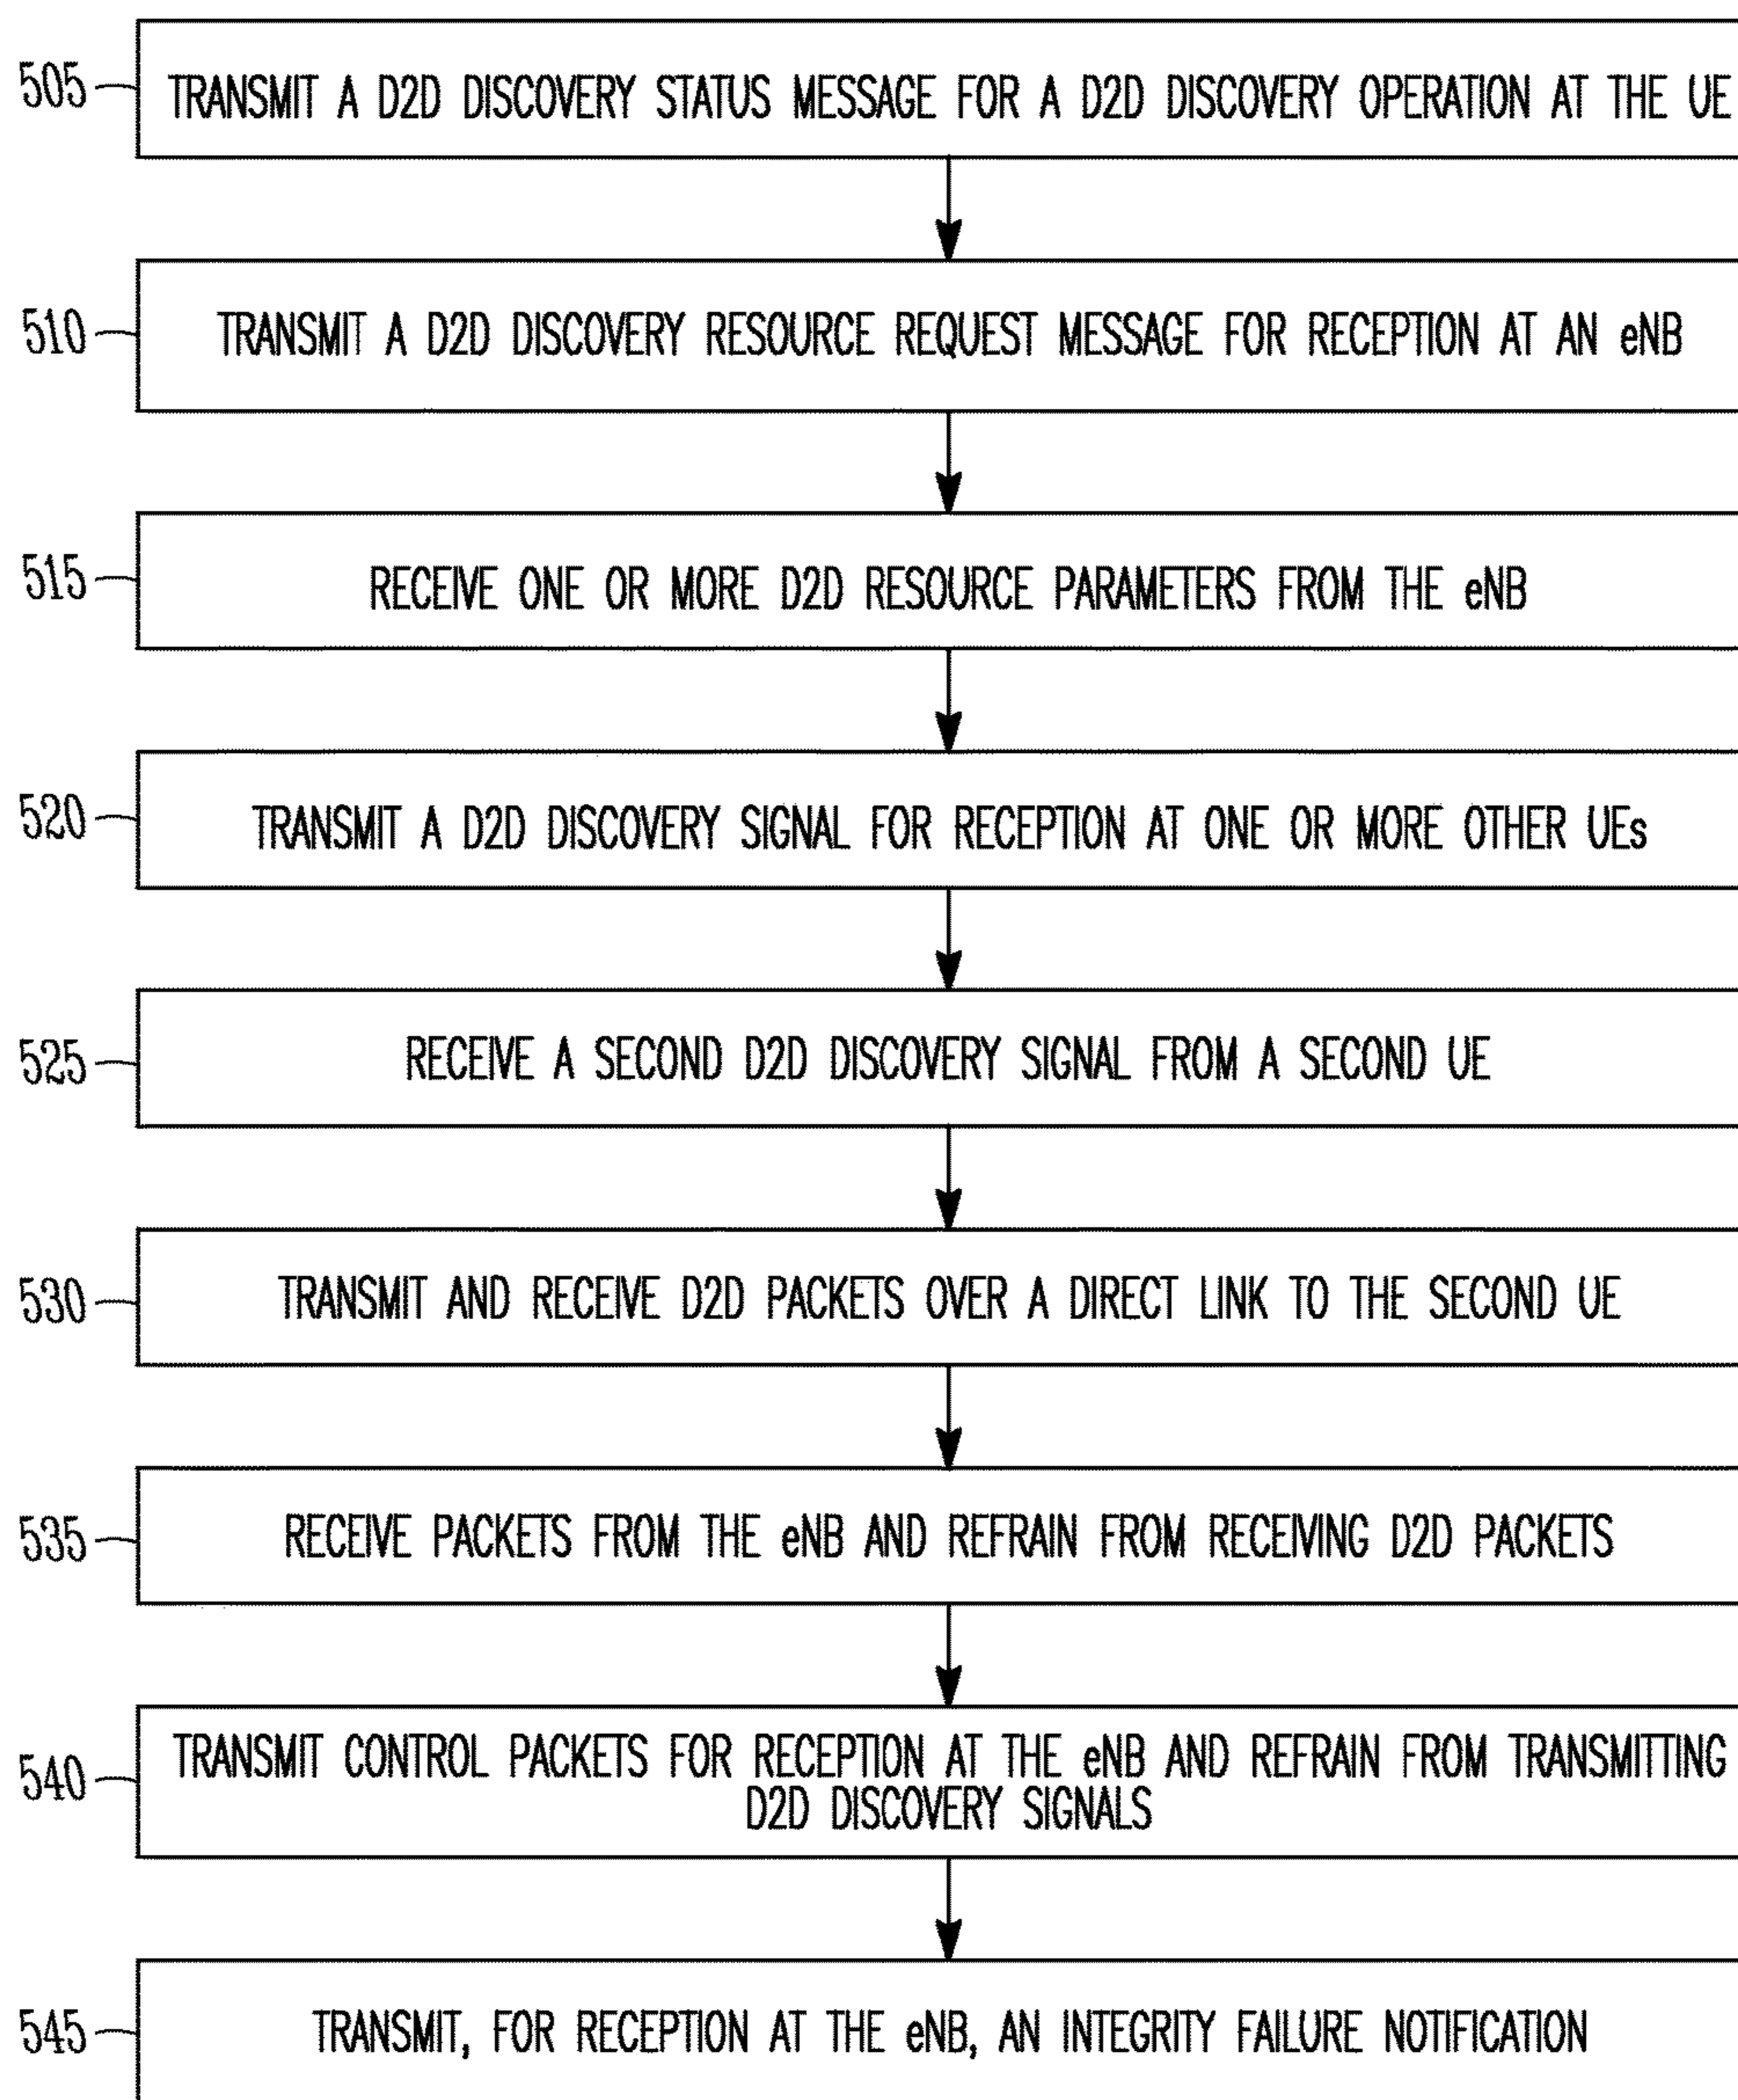 505
TRANSMIT A D2D DISCOVERY STATUS MESSAGE FOR A D2D DISCOVERY OPERATION AT THE UE
510
TRANSMIT A D2D DISCOVERY RESOURCE REQUEST MESSAGE FOR RECEPTION AT AN eNB
515
RECEIVE ONE OR MORE D2D RESOURCE PARAMETERS FROM THE eNB
520
TRANSMIT A D2D DISCOVERY SIGNAL FOR RECEPTION AT ONE OR MORE OTHER UEs
525
RECEIVE A SECOND D2D DISCOVERY SIGNAL FROM A SECOND UE
530
TRANSMIT AND RECEIVE D2D PACKETS OVER A DIRECT LINK TO THE SECOND UE
535
RECEIVE PACKETS FROM THE eNB AND REFRAIN FROM RECEIVING D2D PACKETS
540
TRANSMIT CONTROL PACKETS FOR RECEPTION AT THE eNB AND REFRAIN FROM TRANSMITTING
D2D DISCOVERY SIGNALS
545
TRANSMIT, FOR RECEPTION AT THE eNB, AN INTEGRITY FAILURE NOTIFICATION